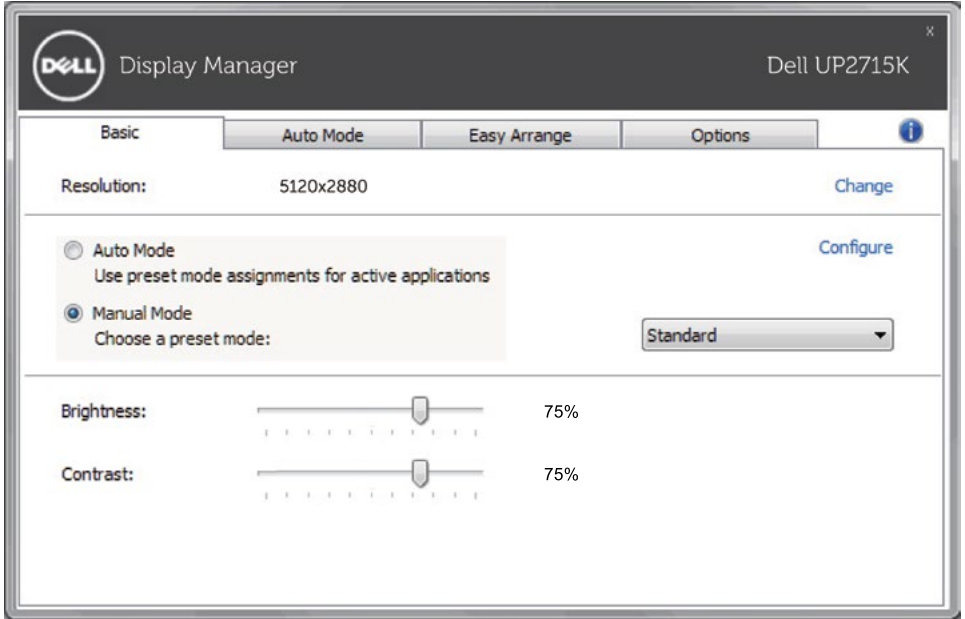 x
DELL Display Manager Dell UP2715K
Basic Auto Mode Easy Arrange Options i
Resolution: 5120x2880 Change
Auto Mode Configure
Use preset mode assignments for active applications
Manual Mode
Choose a preset mode: Standard
Brightness: 75%
Contrast: 75%